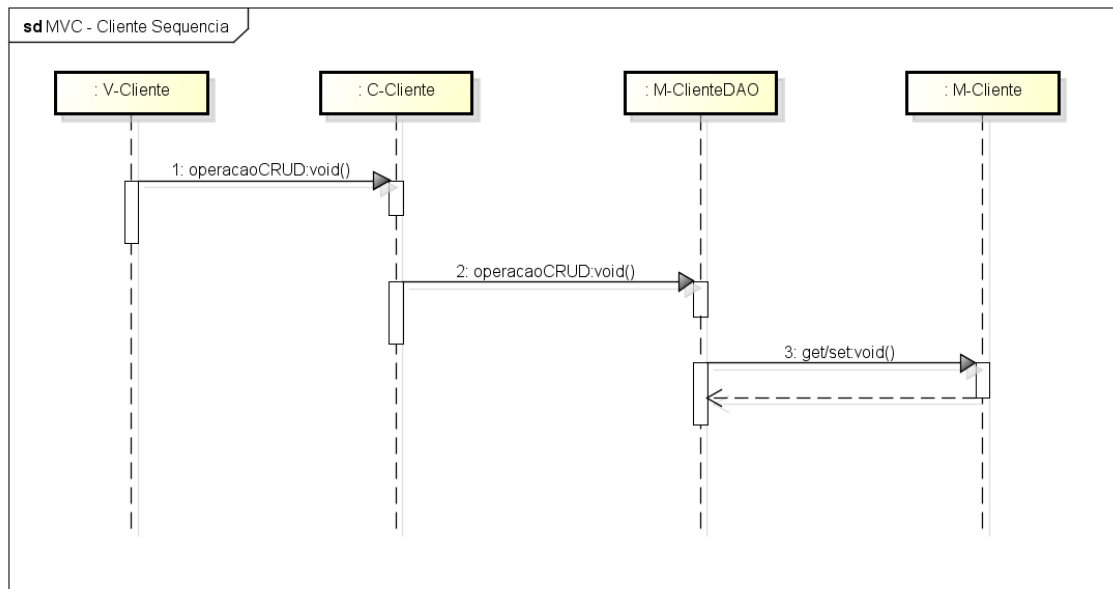 sd MVC - Cliente Sequencia
: V-Cliente
: C-Cliente
: M-ClienteDAO
: M-Cliente
1: operacaoCRUD:void()
2: operacaoCRUD:void()
3: get/set:void()